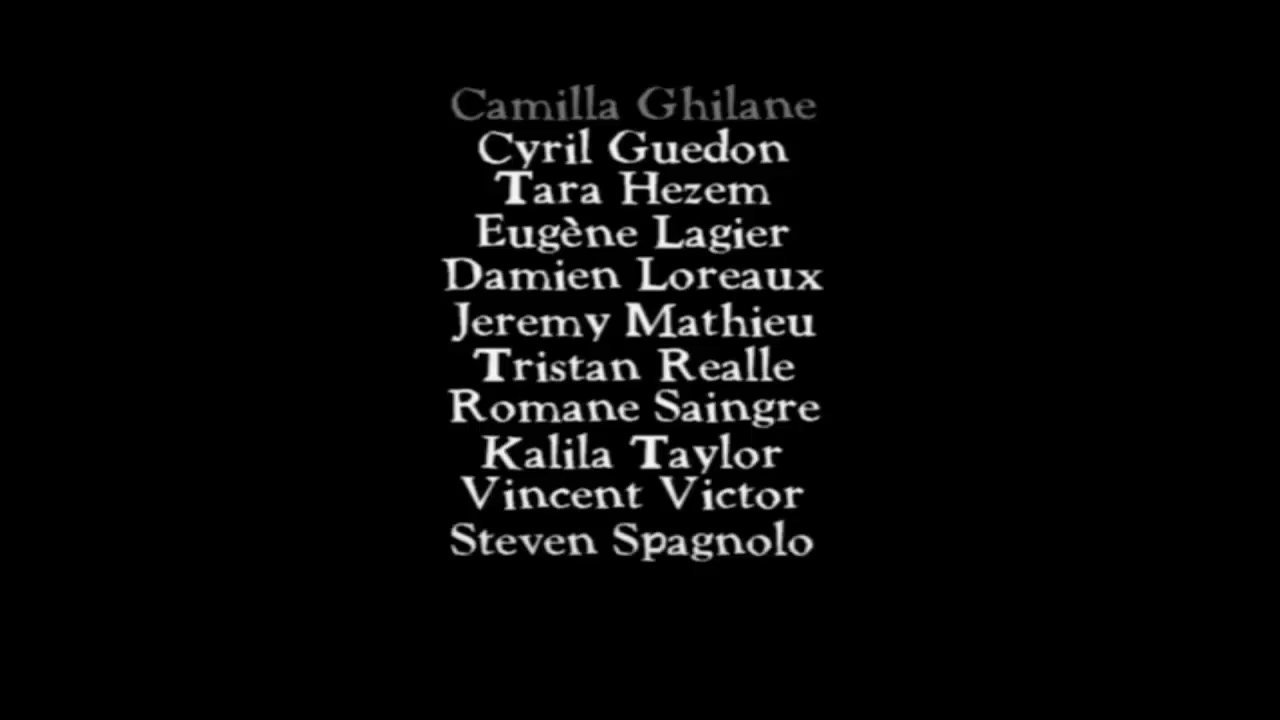 Camilla Ghilane
Cyril Guedon
Tara Hezem
Eugène Lagier
Damien Loreaux
Jeremy Mathieu
Tristan Realle
Romane Saingre
Kalila Taylor
Vincent Victor
Steven Spagnolo